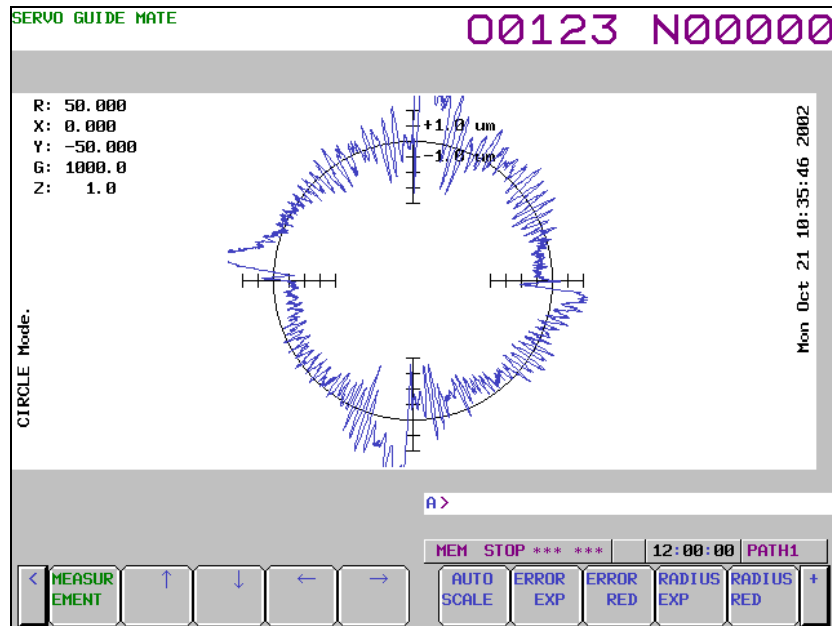 SERVO GUIDE MATE
O0123 N00000
R: 50.000
X: 0.000
Y: -50.000
G: 1000.0
Z: 1.0
+1.0 um
-1.0 um
Mon Oct 21 10:35:46 2002
CIRCLE Mode.
A>
MEM STOP *** *** 12:00:00 PATH1
< MEASUR ↑ ↓ ← → AUTO ERROR ERROR RADIUS RADIUS +
EMENT SCALE EXP RED EXP RED